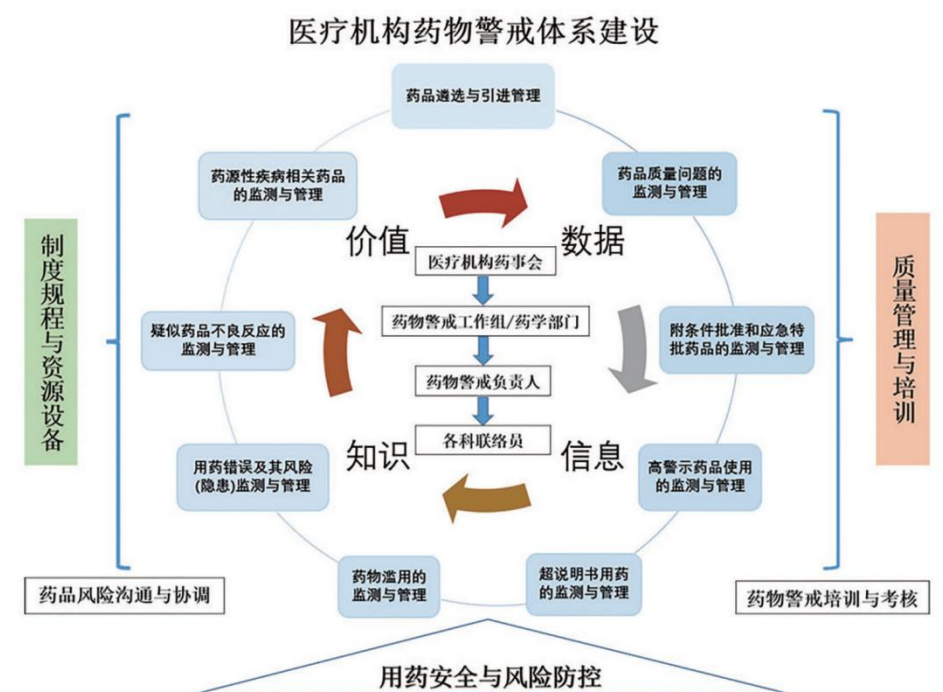 医疗机构药物警戒体系建设
药品遴选与引进管理
药源性疾病相关药品
的监测与管理
药品质量问题的
监测与管理
价值
数据
医疗机构药事会
制度规程与资源设备
质量管理与培训
疑似药品不良反应的
监测与管理
药物警戒工作组/药学部门
附条件批准和应急特
批药品的监测与管理
药物警戒负责人
知识
各科联络员
信息
用药错误及其风险
(隐患)监测与管理
高警示药品使用
的监测与管理
药物滥用的
监测与管理
超说明书用药
的监测与管理
药品风险沟通与协调
药物警戒培训与考核
用药安全与风险防控